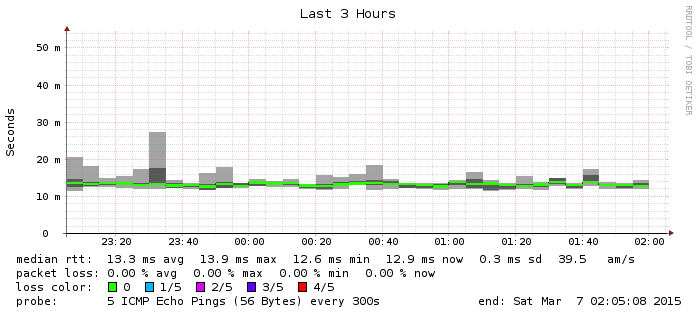 Last 3 Hours
RRDTOOL / TOBI OETIKER
Seconds
50 m
40 m
30 m
20 m
10 m
0
23:20 23:40 00:00 00:20 00:40 01:00 01:20 01:40 02:00
median rtt: 13.3 ms avg 13.9 ms max 12.6 ms min 12.9 ms now 0.3 ms sd 39.5 am/s
packet loss: 0.00 % avg 0.00 % max 0.00 % min 0.00 % now
loss color: 0 1/5 2/5 3/5 4/5
probe: 5 ICMP Echo Pings (56 Bytes) every 300s end: Sat Mar 7 02:05:08 2015